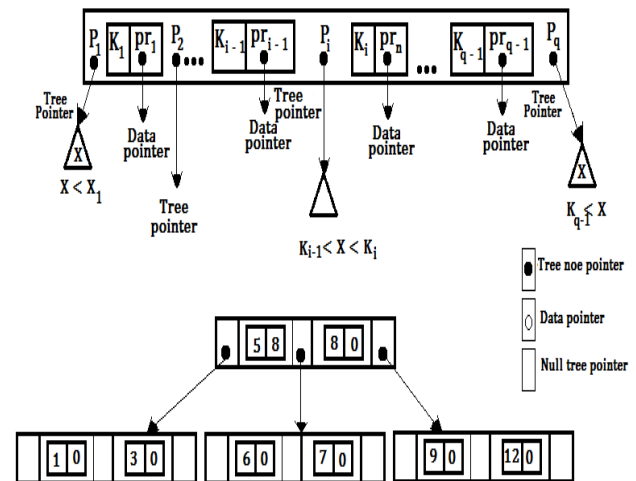 P1 K1 pr1 P2 ... Ki-1 pri-1 Pi Ki prn ... Kq-1 prq-1 Pq
Tree Pointer
Data pointer
Tree pointer
Data pointer
Tree pointer
Data pointer
Data pointer
Tree Pointer
X
X < X1
Ki-1 < X < Ki
X
Kq-1 < X
Tree noe pointer
Data pointer
Null tree pointer
5 8 8 0
1 0 3 0 6 0 7 0 9 0 12 0